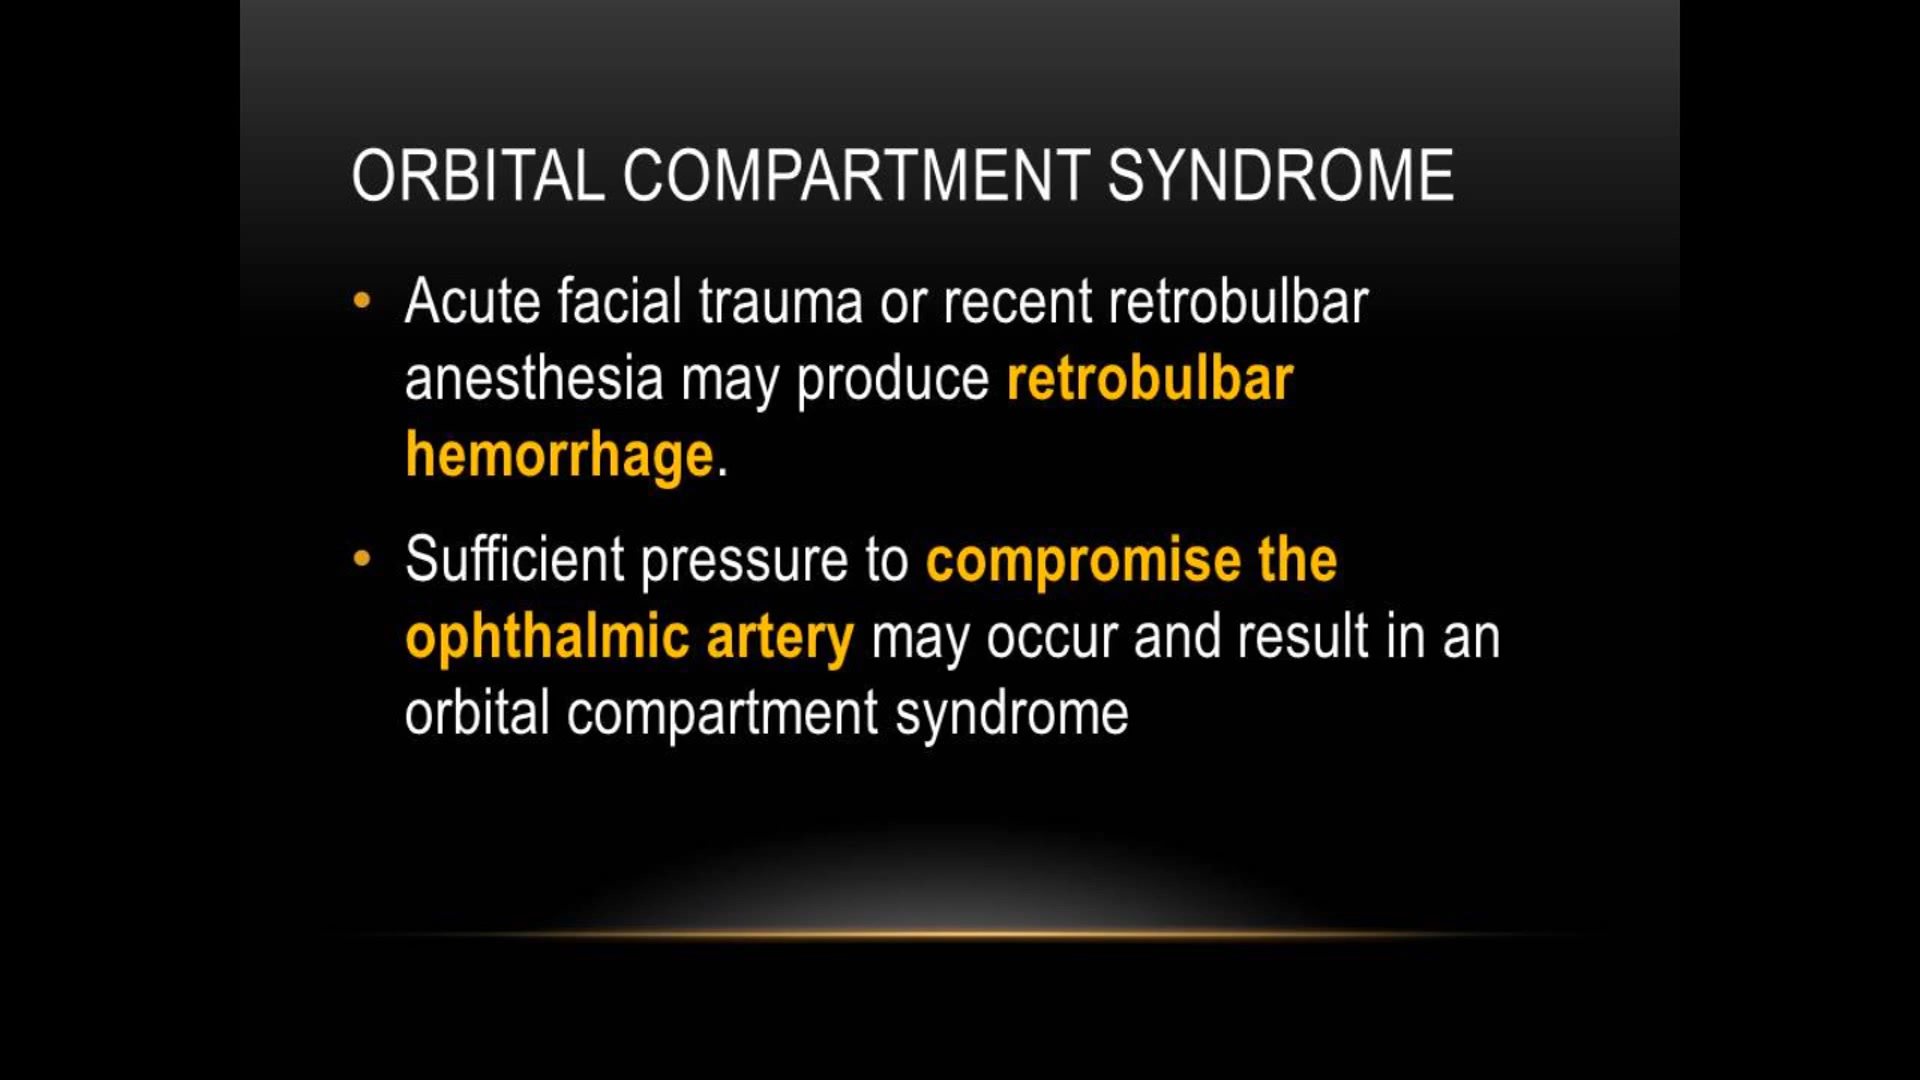 ORBITAL COMPARTMENT SYNDROME
• Acute facial trauma or recent retrobulbar
anesthesia may produce retrobulbar
hemorrhage.
• Sufficient pressure to compromise the
ophthalmic artery may occur and result in an
orbital compartment syndrome